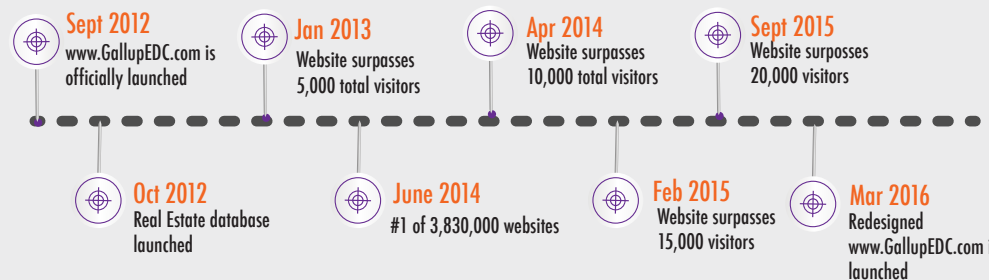 Sept 2012
www.GallupEDC.com is
officially launched
Jan 2013
Website surpasses
5,000 total visitors
Apr 2014
Website surpasses
10,000 total visitors
Sept 2015
Website surposses
20,000 visitors
Oct 2012
Real Estate database
launched
June 2014
#1 of 3,830,000 websites
Feb 2015
Website surpasses
15,000 visitors
Mar 2016
Redesigned
www.GallupEDC.com
launched